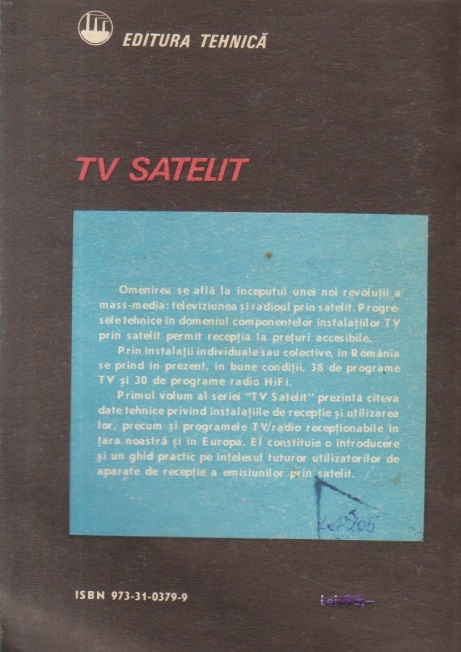 EDITURA TEHNICĂ
TV SATELIT
Omenirea se află la începutul unei noi revoluții a
mass-media: televiziunea și radioul prin satelit. Progre-
sele tehnice în domeniul componentelor instalațiilor TV
prin satelit permit recepția la prețuri accesibile.
Prin instalații individuale sau colective, în România
se prind în prezent, în bune condiții, 38 de programe
TV și 30 de programe radio HiFi.
Primul volum al seriei "TV Satelit" prezintă cîteva
date tehnice privind instalațiile de recepție și utilizarea
lor, precum și programele TV/radio recepționabile în
țara noastră și în Europa. El constituie o introducere
și un ghid practic pe înțelesul tuturor utilizatorilor de
aparate de recepție a emisiunilor prin satelit.
ISBN 973-31-0379-9
Lei